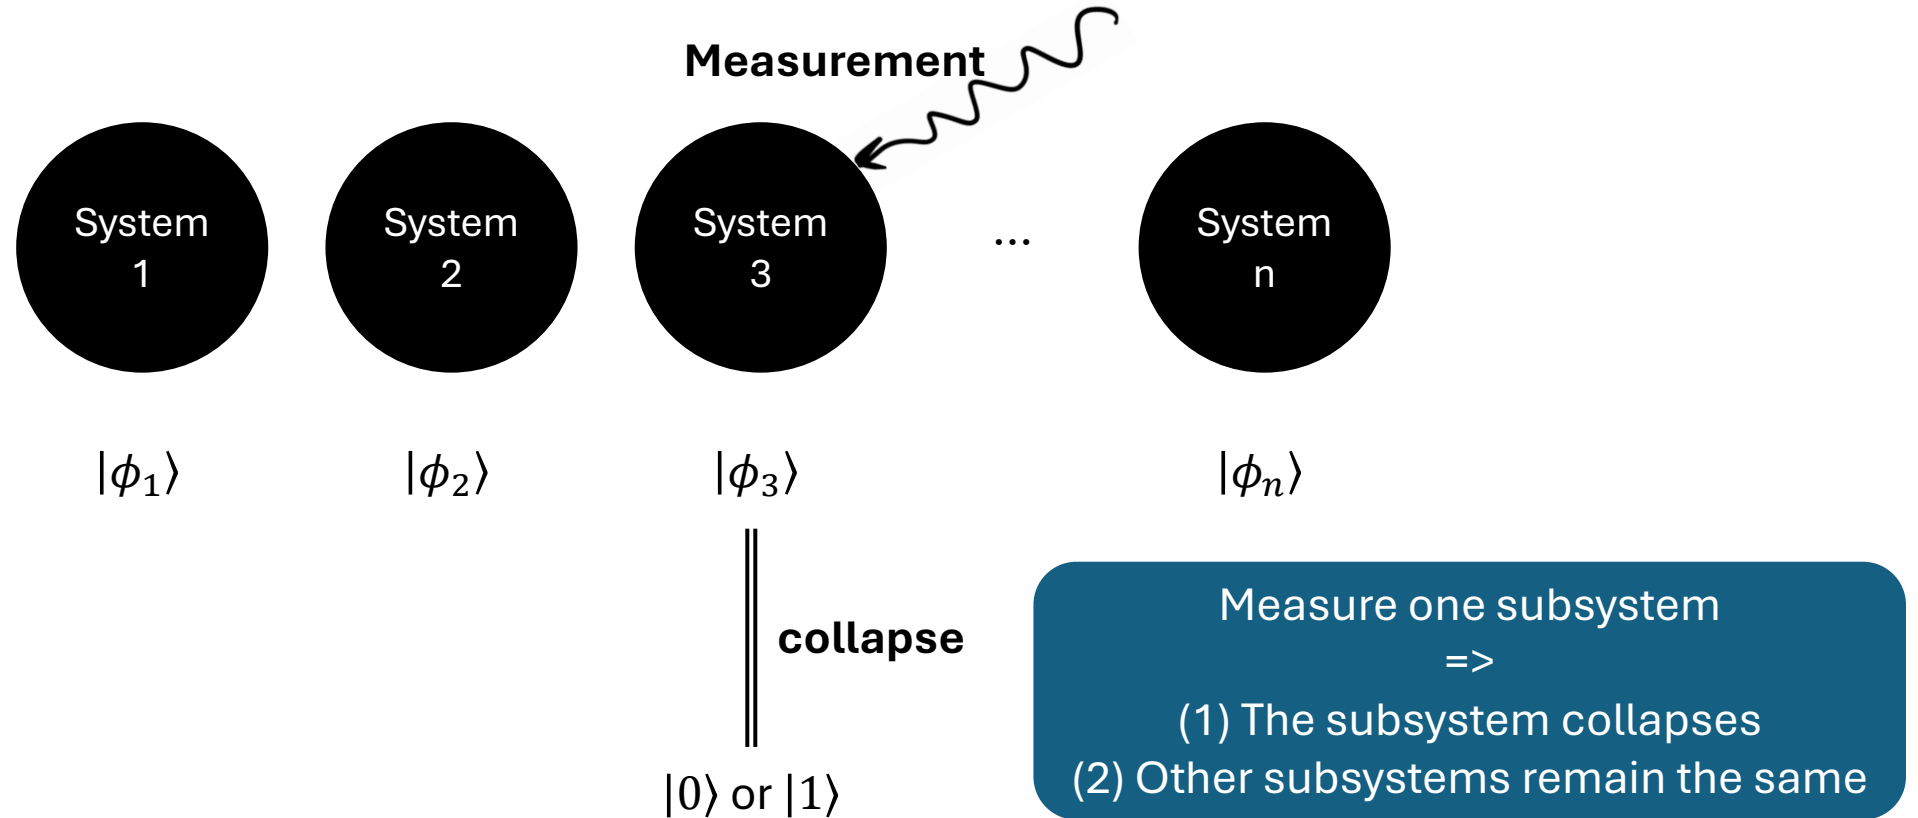 Measurement
System
1
System
2
System
3
...
System
n
|ϕ₁⟩
|ϕ₂⟩
|ϕ₃⟩
|ϕₙ⟩
collapse
|0⟩ or |1⟩
Measure one subsystem
=>
(1) The subsystem collapses
(2) Other subsystems remain the same